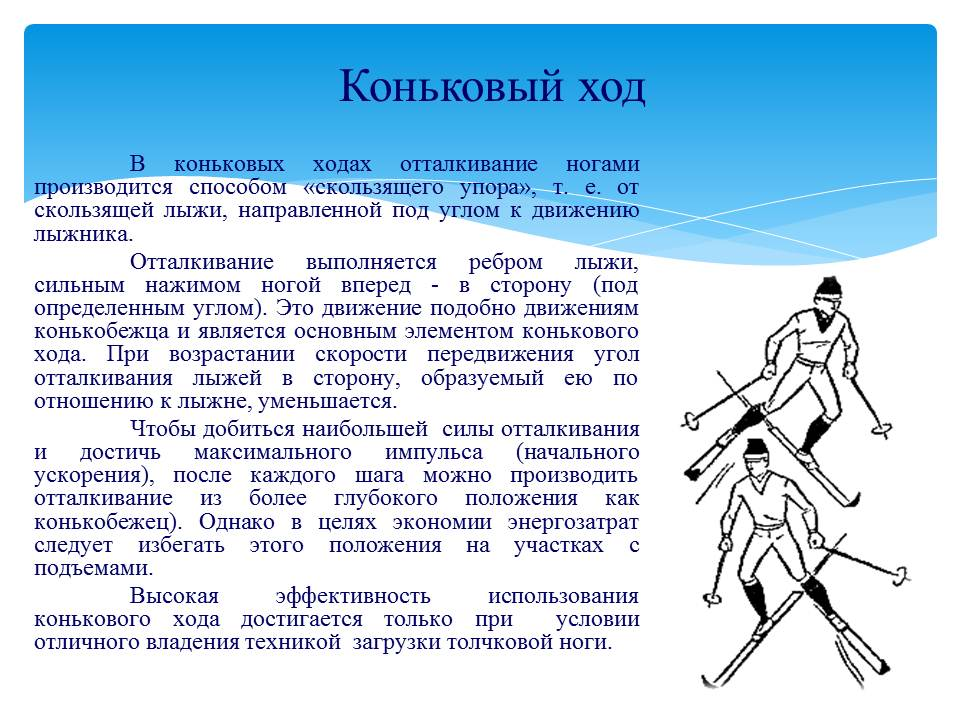 Коньковый ход
В коньковых ходах отталкивание ногами
производится способом «скользящего упора», т. е. от
скользящей лыжи, направленной под углом к движению
лыжника.
Отталкивание выполняется ребром лыжи,
сильным нажимом ногой вперед - в сторону (под
определенным углом). Это движение подобно движениям
конькобежца и является основным элементом конькового
хода. При возрастании скорости передвижения угол
отталкивания лыжей в сторону, образуемый ею по
отношению к лыжне, уменьшается.
Чтобы добиться наибольшей силы отталкивания
и достичь максимального импульса (начального
ускорения), после каждого шага можно производить
отталкивание из более глубокого положения как
конькобежец). Однако в целях экономии энергозатрат
следует избегать этого положения на участках с
подъемами.
Высокая эффективность использования
конькового хода достигается только при условии
отличного владения техникой загрузки толчковой ноги.